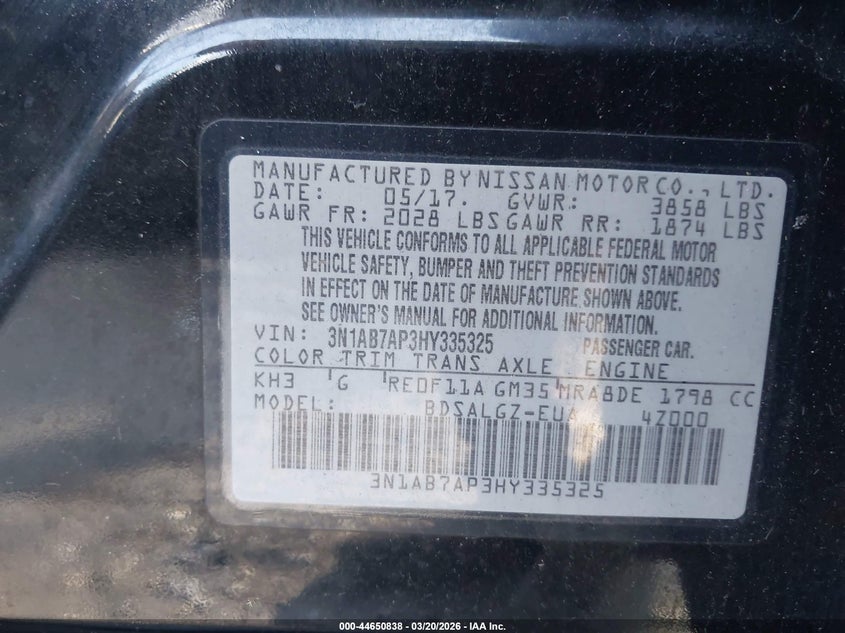 MANUFACTURED BY NISSAN MOTOR CO., LTD.
DATE: 05/17. GVWR: 3858 LBS
GAWR FR: 2028 LBS GAWR RR: 1874 LBS
THIS VEHICLE CONFORMS TO ALL APPLICABLE FEDERAL MOTOR
VEHICLE SAFETY, BUMPER AND THEFT PREVENTION STANDARDS
IN EFFECT ON THE DATE OF MANUFACTURE SHOWN ABOVE.
SEE OWNER'S MANUAL FOR ADDITIONAL INFORMATION.
VIN: 3N1AB7AP3HY335325 PASSENGER CAR.
COLOR TRIM TRANS AXLE ENGINE
KH3 G RE0F11A GM35 MRA8DE 1798 CC
MODEL: BDSALGZ-EUA 4Z000
3N1AB7AP3HY335325
000-44650838 - 03/20/2026 - IAA Inc.